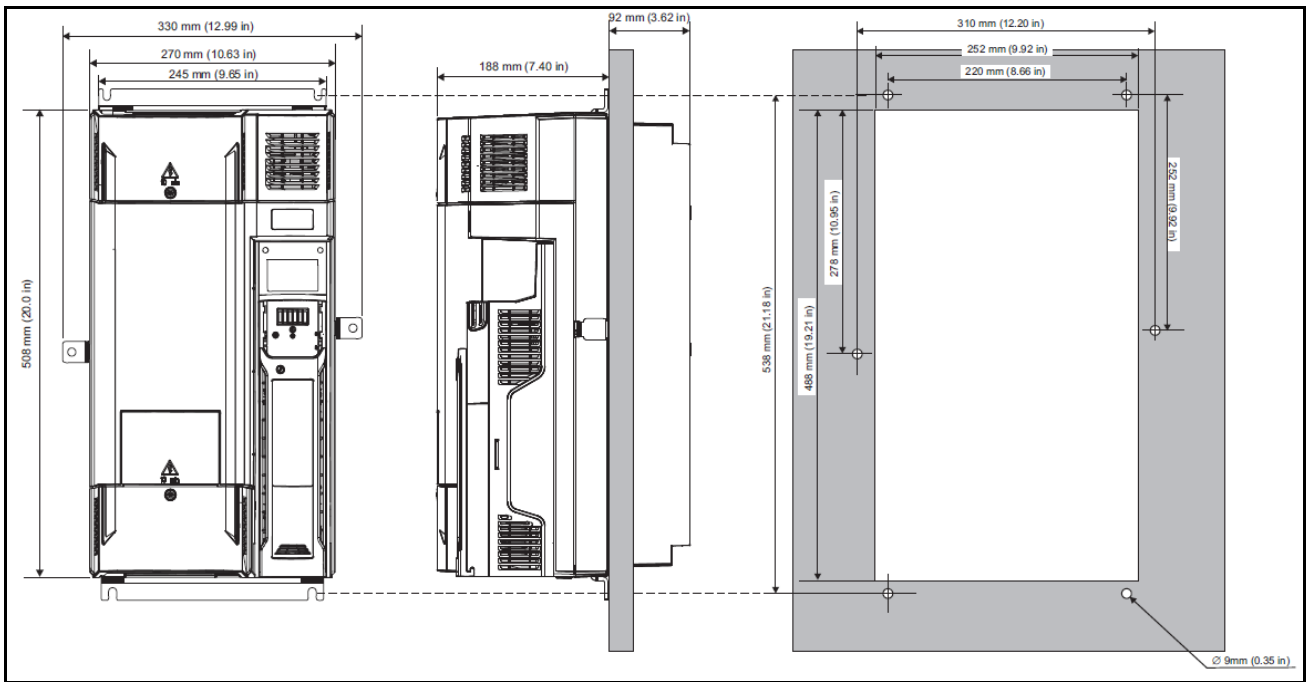 330 mm (12.99 in)
270 mm (10.63 in)
245 mm (9.65 in)
508 mm (20.0 in)
92 mm (3.62 in)
188 mm (7.40 in)
310 mm (12.20 in)
252 mm (9.92 in)
220 mm (8.66 in)
538 mm (21.18 in)
488 mm (19.21 in)
278 mm (10.95 in)
252 mm (9.92 in)
∅ 9mm (0.35 in)